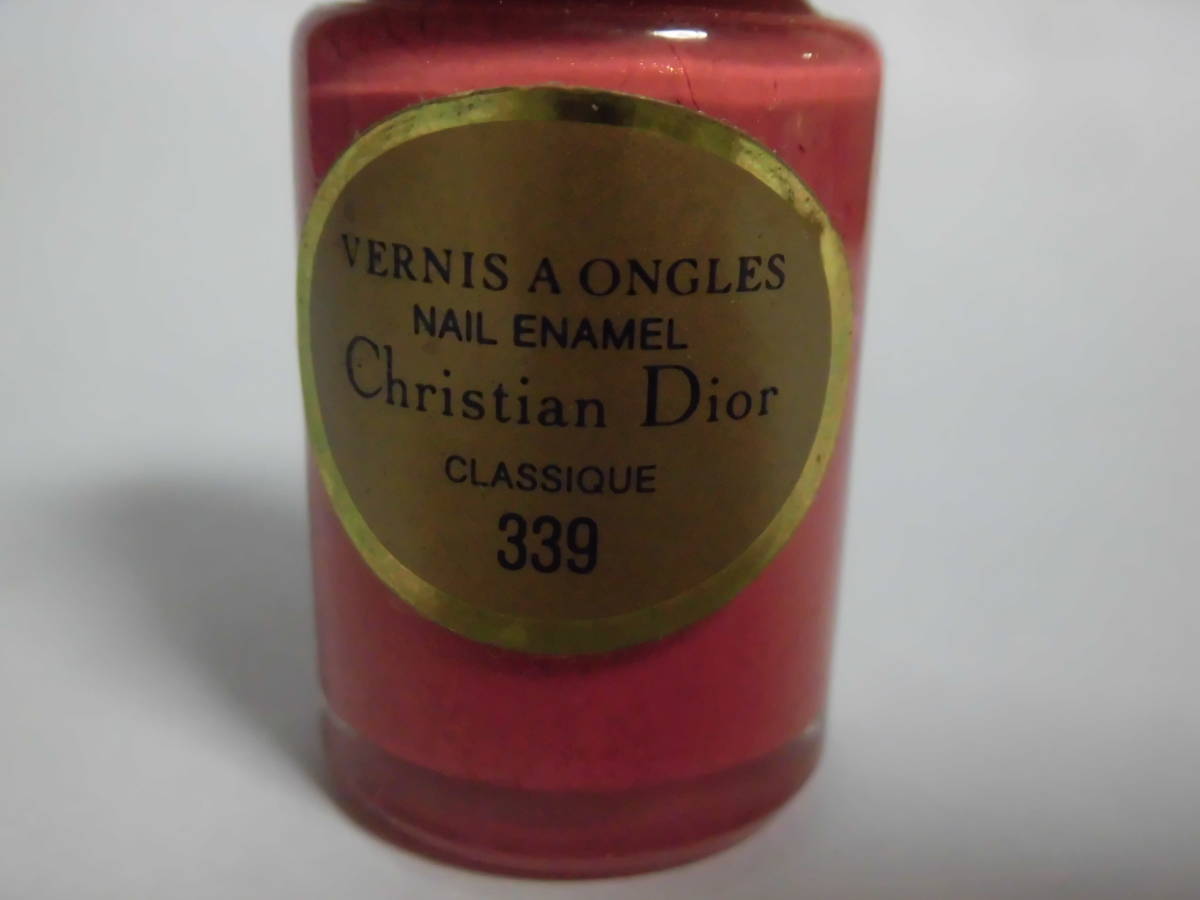 VERNIS A ONGLES
NAIL ENAMEL
Christian Dior
CLASSIQUE
339